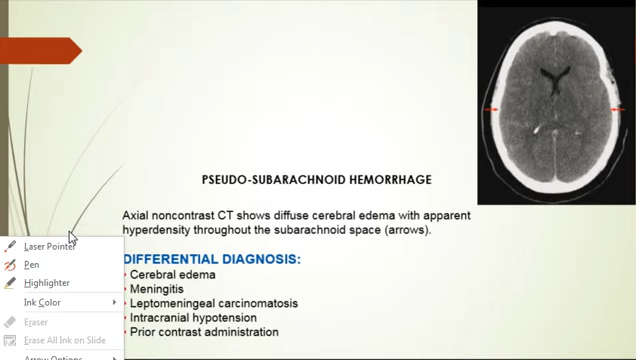 PSEUDO-SUBARACHNOID HEMORRHAGE
Axial noncontrast CT shows diffuse cerebral edema with apparent
hyperdensity throughout the subarachnoid space (arrows).
DIFFERENTIAL DIAGNOSIS:
• Cerebral edema
• Meningitis
• Leptomeningeal carcinomatosis
• Intracranial hypotension
• Prior contrast administration
Laser Pointer
Pen
Highlighter
Ink Color
Eraser
Erase All Ink on Slide
Arrow Options